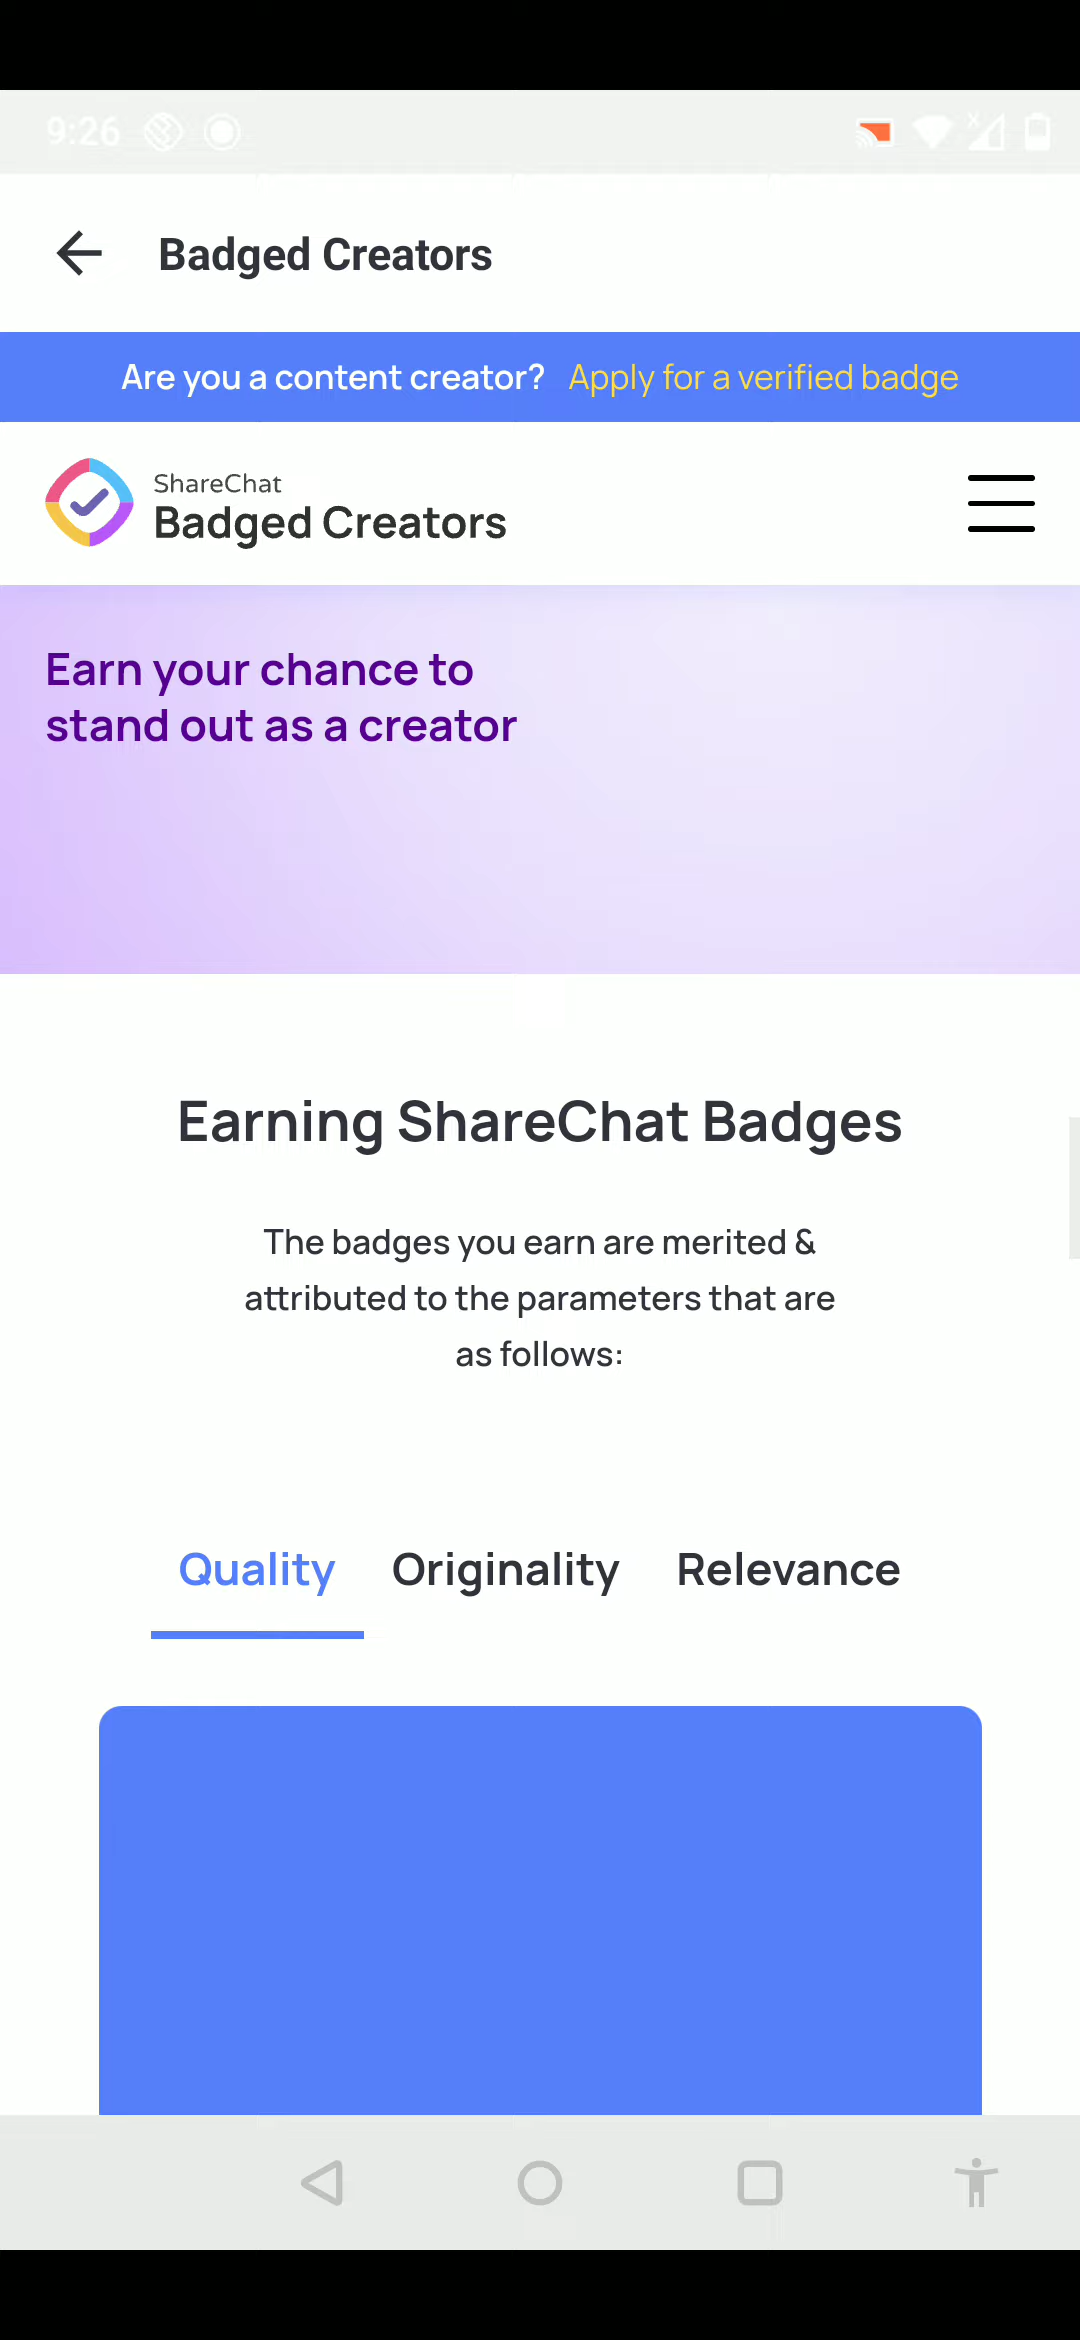 9:26
Badged Creators
Are you a content creator? Apply for a verified badge
ShareChat
Badged Creators
Earn your chance to
stand out as a creator
Earning ShareChat Badges
The badges you earn are merited &
attributed to the parameters that are
as follows:
Quality Originality Relevance